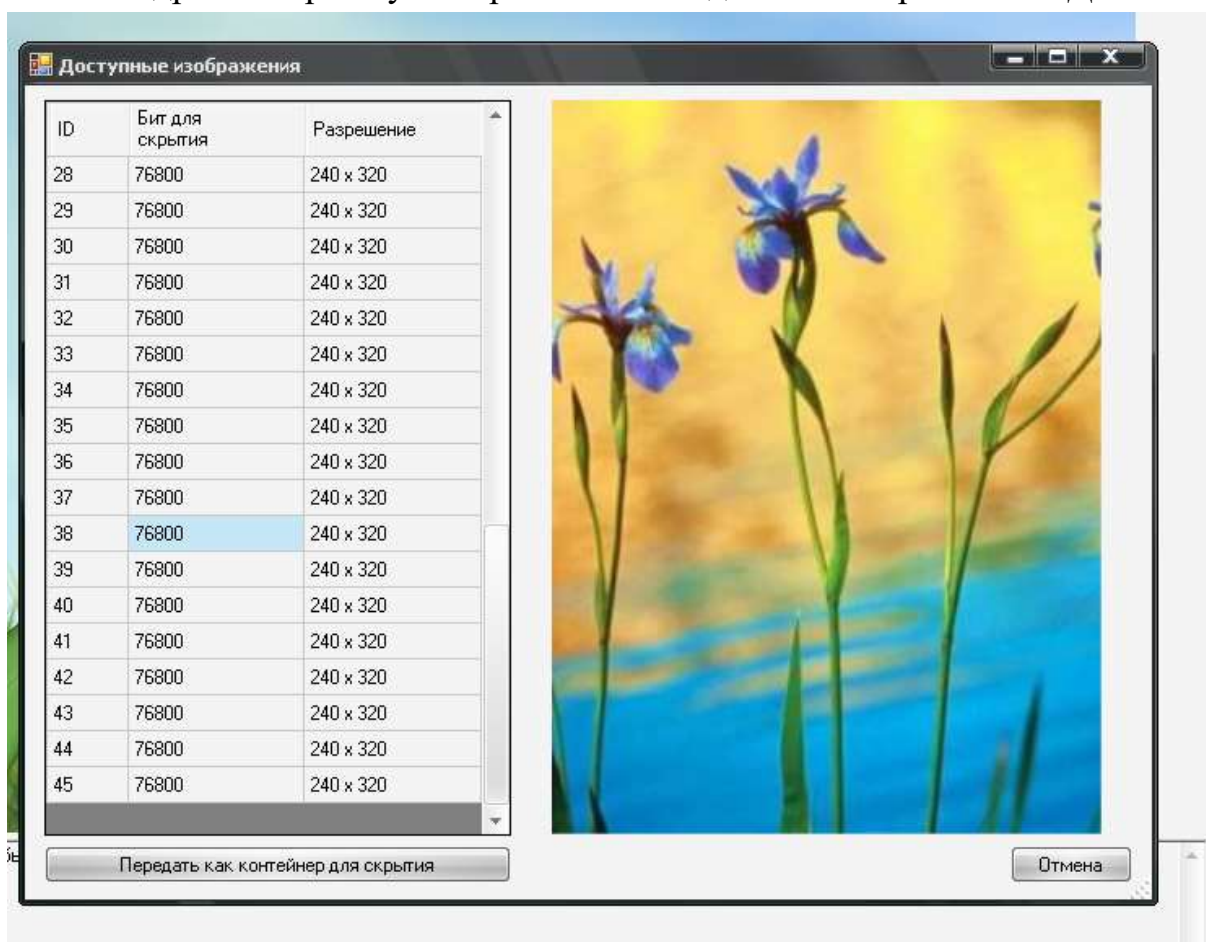 Доступные изображения
ID Бит для скрытия Разрешение
28 76800 240 x 320
29 76800 240 x 320
30 76800 240 x 320
31 76800 240 x 320
32 76800 240 x 320
33 76800 240 x 320
34 76800 240 x 320
35 76800 240 x 320
36 76800 240 x 320
37 76800 240 x 320
38 76800 240 x 320
39 76800 240 x 320
40 76800 240 x 320
41 76800 240 x 320
42 76800 240 x 320
43 76800 240 x 320
44 76800 240 x 320
45 76800 240 x 320
Передать как контейнер для скрытия Отмена